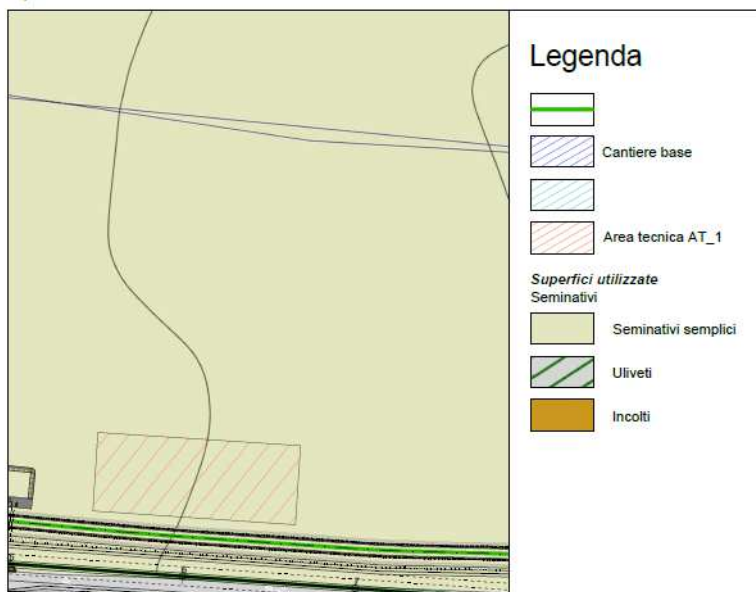 Legenda
Cantiere base
Area tecnica AT_1
Superfici utilizzate
Seminativi
Seminativi semplici
Uliveti
Incolti